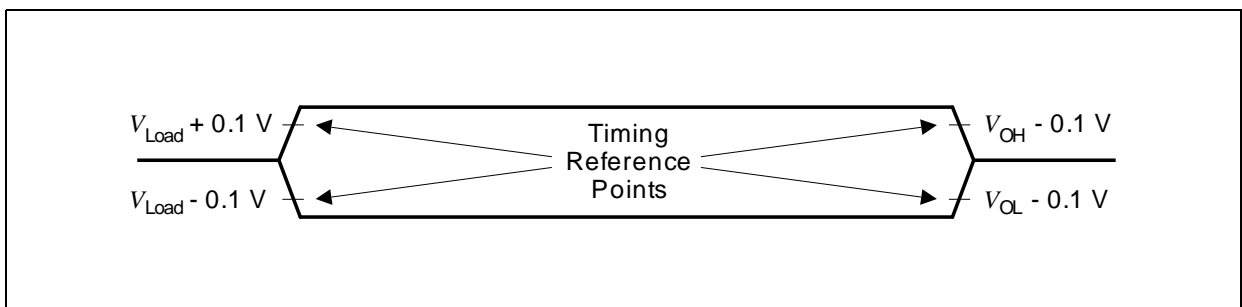 V_Load + 0.1 V
V_Load - 0.1 V
Timing
Reference
Points
V_OH - 0.1 V
V_OL - 0.1 V